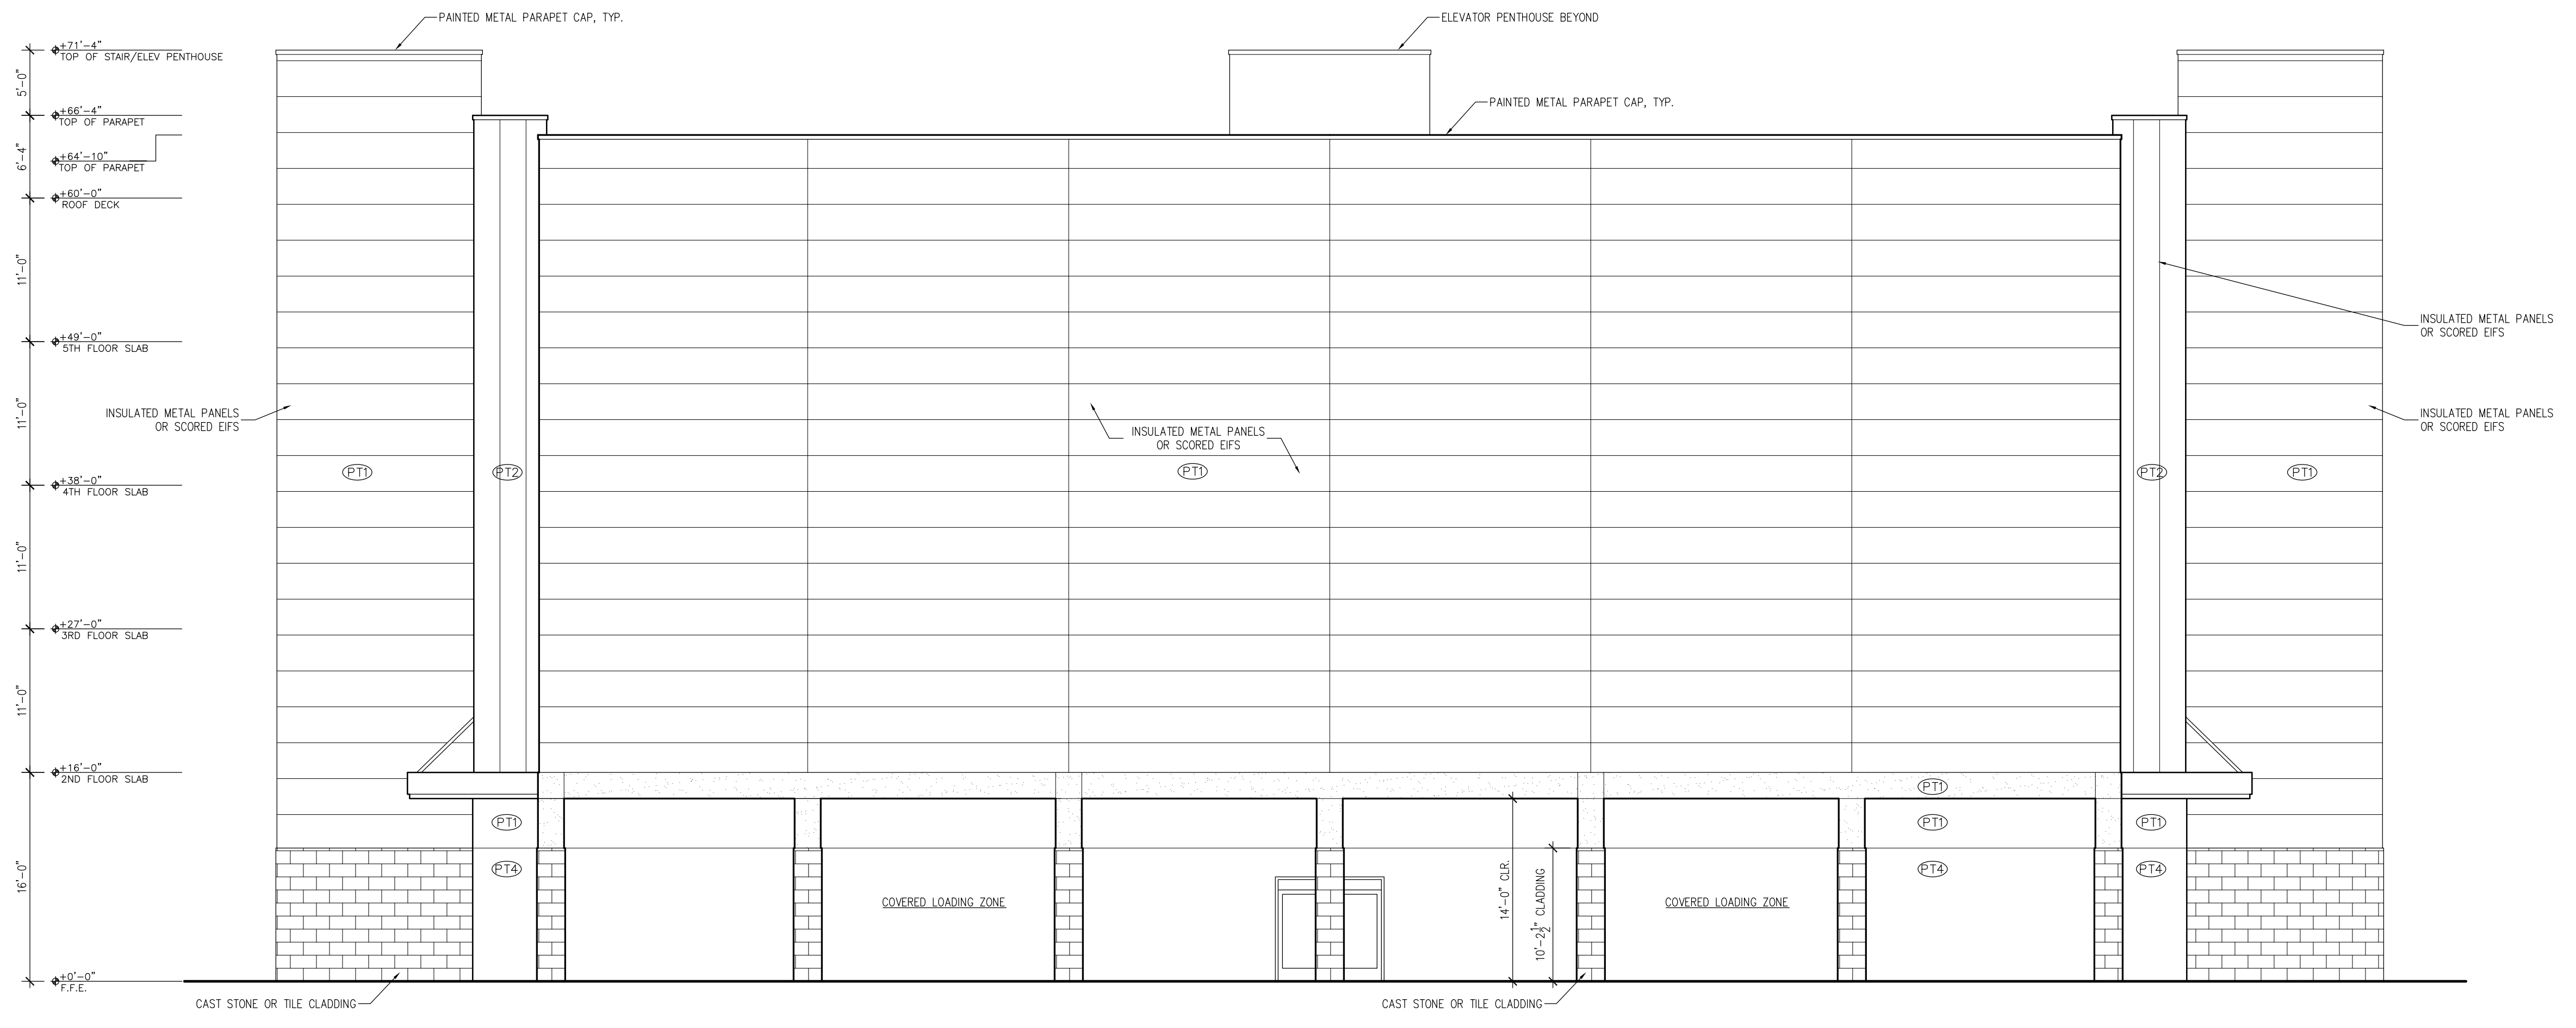 PAINTED METAL PARAPET CAP, TYP.
ELEVATOR PENTHOUSE BEYOND
+71'-4"
TOP OF STAIR/ELEV PENTHOUSE
5'-0"
PAINTED METAL PARAPET CAP, TYP.
+66'-4"
TOP OF PARAPET
6'-4"
+64'-10"
TOP OF PARAPET
+60'-0"
ROOF DECK
11'-0"
INSULATED METAL PANELS
OR SCORED EIFS
+49'-0"
5TH FLOOR SLAB
11'-0"
INSULATED METAL PANELS
OR SCORED EIFS
INSULATED METAL PANELS
OR SCORED EIFS
INSULATED METAL PANELS
OR SCORED EIFS
PT1
PT2
PT1
PT2
PT1
+38'-0"
4TH FLOOR SLAB
11'-0"
+27'-0"
3RD FLOOR SLAB
11'-0"
+16'-0"
2ND FLOOR SLAB
PT1
PT1
PT1
PT1
16'-0"
PT4
PT4
PT4
COVERED LOADING ZONE
14'-0" CLR.
10'-2 1/2" CLADDING
COVERED LOADING ZONE
+0'-0"
F.F.E.
CAST STONE OR TILE CLADDING
CAST STONE OR TILE CLADDING